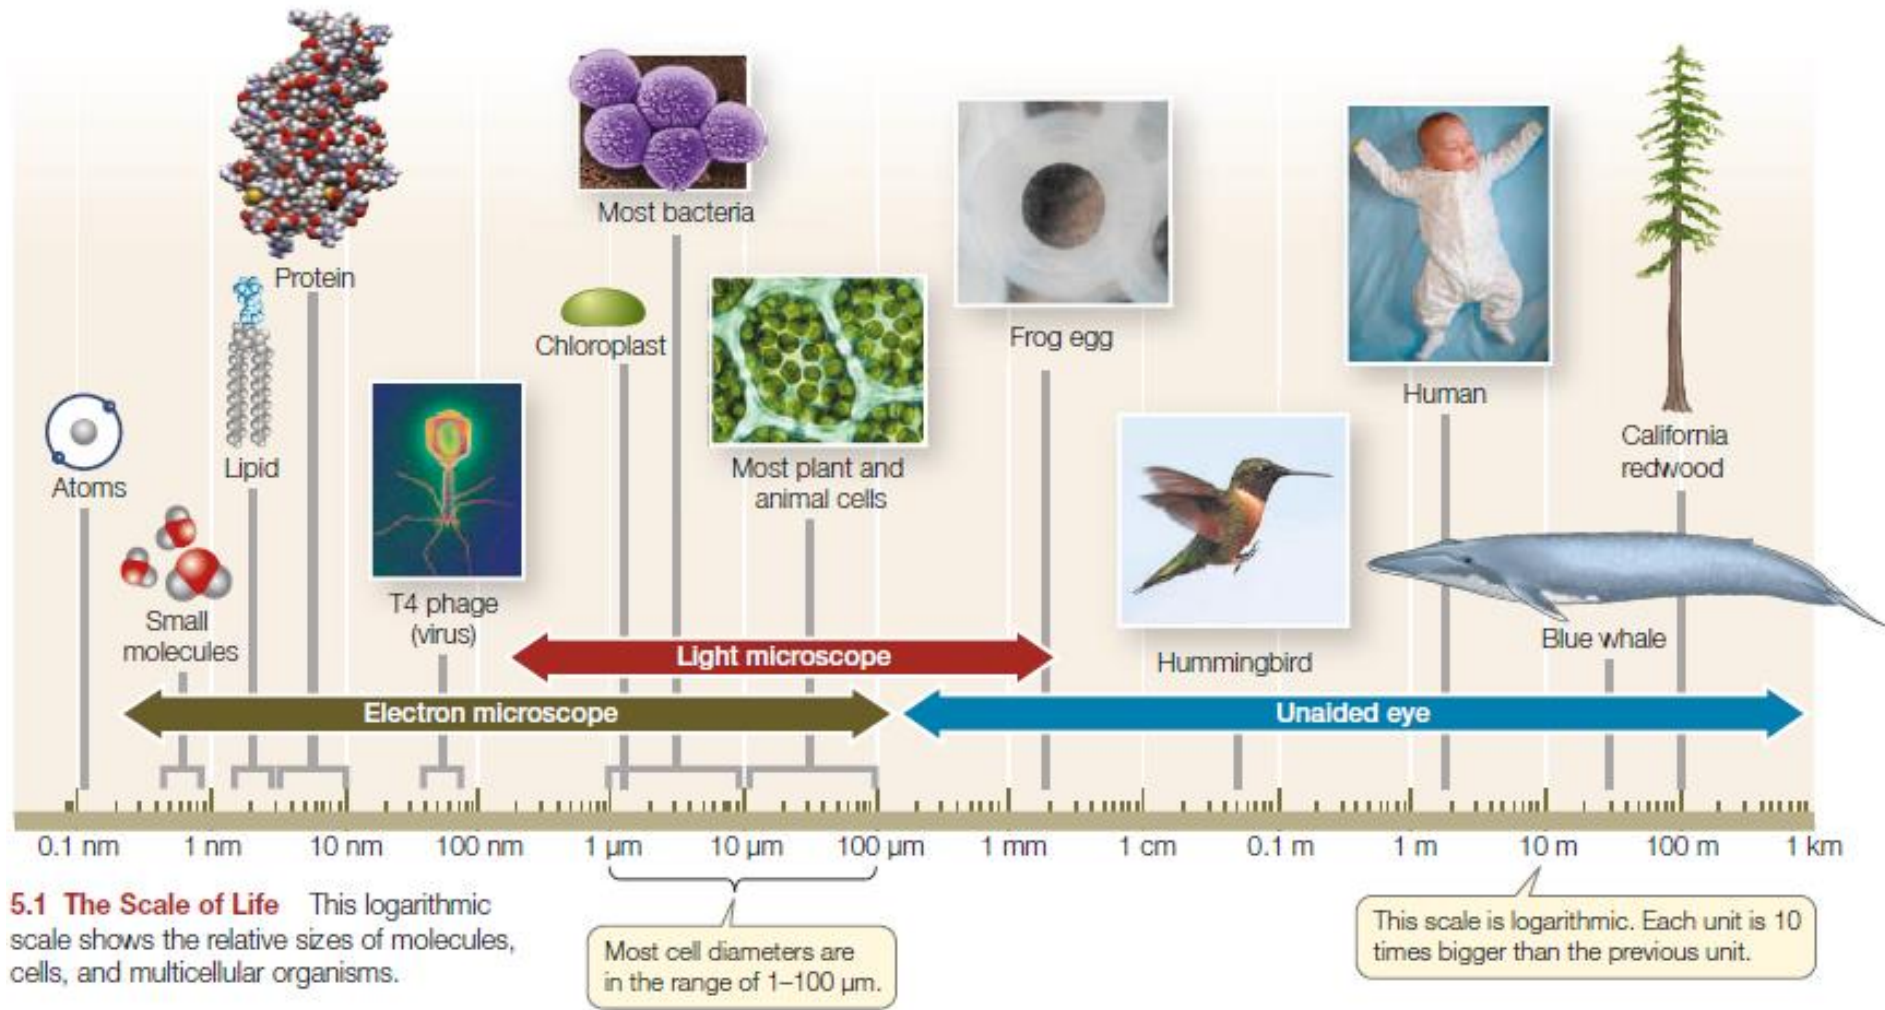 Protein
Most bacteria
Chloroplast
Frog egg
Human
California
redwood
Atoms
Lipid
Most plant and
animal cells
Small
molecules
T4 phage
(virus)
Hummingbird
Blue whale
Light microscope
Electron microscope
Unaided eye
0.1 nm
1 nm
10 nm
100 nm
1 µm
10 µm
100 µm
1 mm
1 cm
0.1 m
1 m
10 m
100 m
1 km
5.1 The Scale of Life This logarithmic
scale shows the relative sizes of molecules,
cells, and multicellular organisms.
Most cell diameters are
in the range of 1–100 µm.
This scale is logarithmic. Each unit is 10
times bigger than the previous unit.